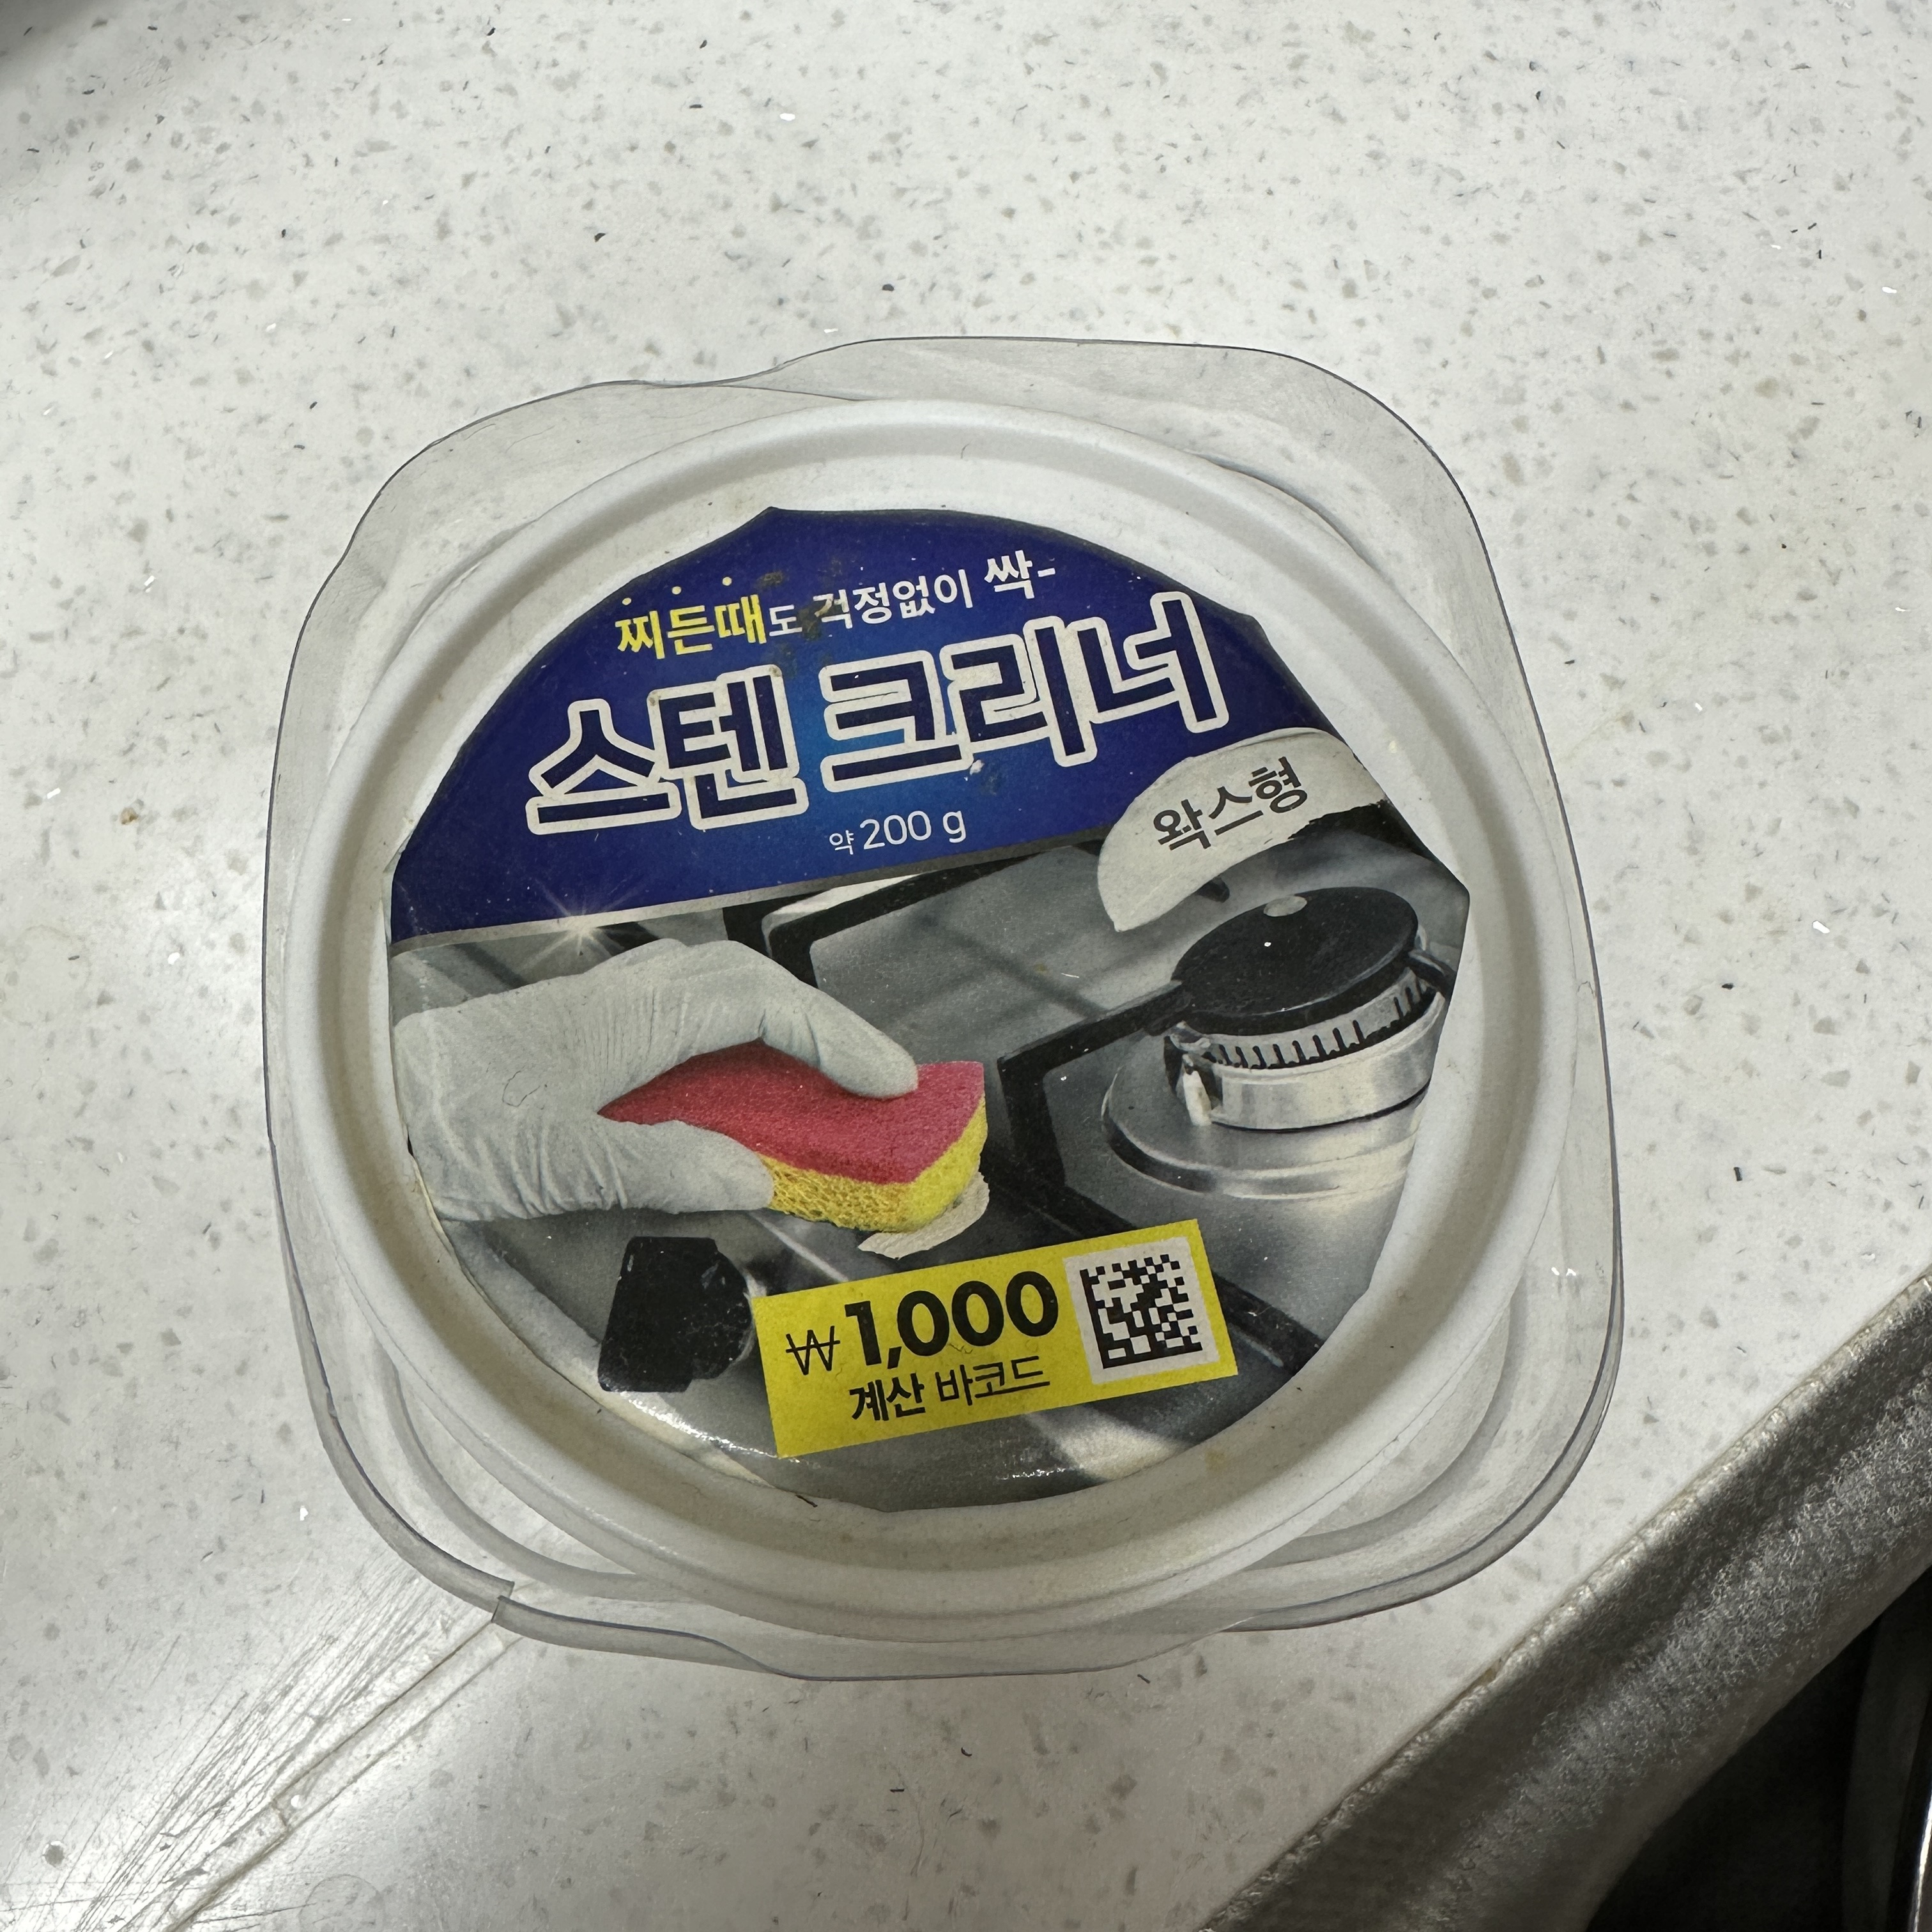 찌든때도 걱정없이 싹-
스텐 크리너
약 200 g
왁스형
₩1,000
계산 바코드